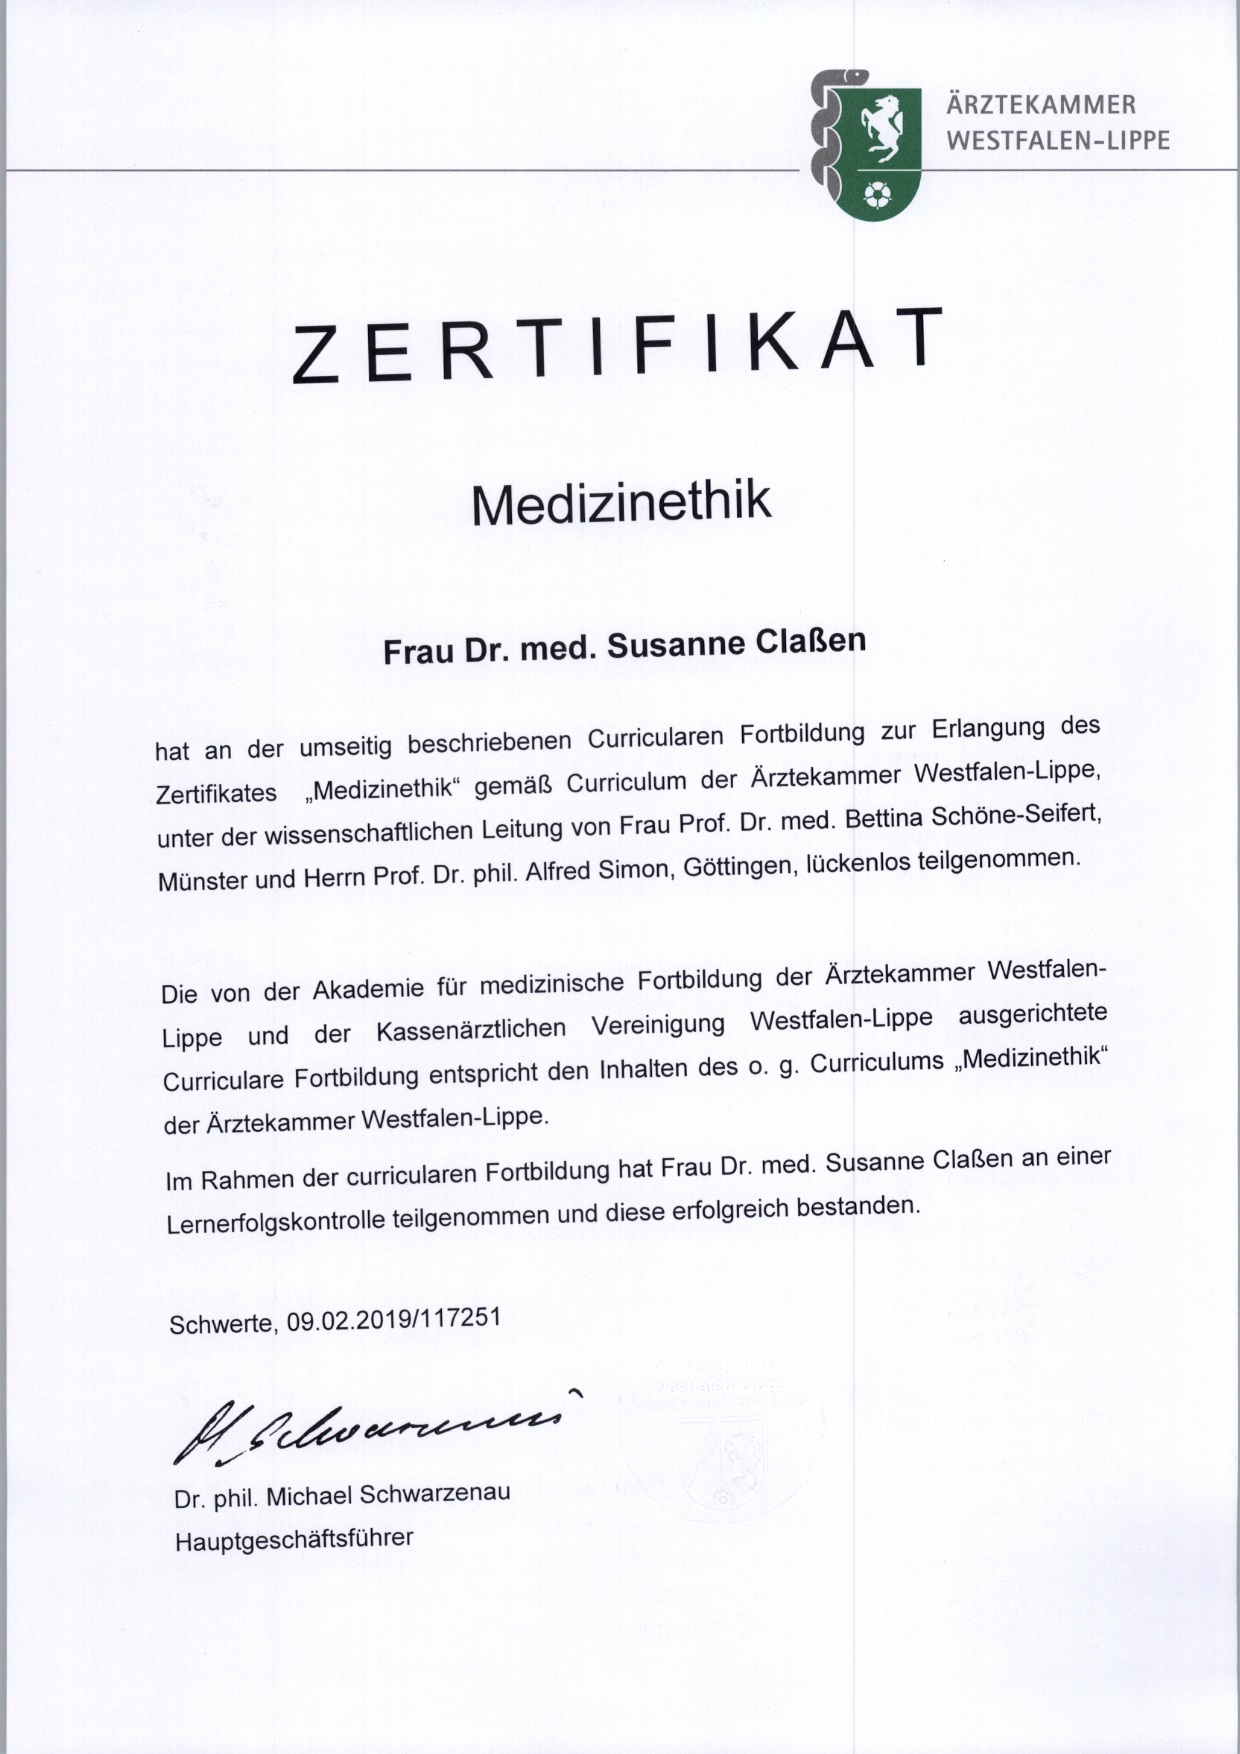 ÄRZTEKAMMER
WESTFALEN-LIPPE
ZERTIFIKAT
Medizinethik
Frau Dr. med. Susanne Claßen
hat an der umseitig beschriebenen Curricularen Fortbildung zur Erlangung des
Zertifikates „Medizinethik“ gemäß Curriculum der Ärztekammer Westfalen-Lippe,
unter der wissenschaftlichen Leitung von Frau Prof. Dr. med. Bettina Schöne-Seifert,
Münster und Herrn Prof. Dr. phil. Alfred Simon, Göttingen, lückenlos teilgenommen.
Die von der Akademie für medizinische Fortbildung der Ärztekammer Westfalen-
Lippe und der Kassenärztlichen Vereinigung Westfalen-Lippe ausgerichtete
Curriculare Fortbildung entspricht den Inhalten des o. g. Curriculums „Medizinethik“
der Ärztekammer Westfalen-Lippe.
Im Rahmen der curricularen Fortbildung hat Frau Dr. med. Susanne Claßen an einer
Lernerfolgskontrolle teilgenommen und diese erfolgreich bestanden.
Schwerte, 09.02.2019/117251
Dr. phil. Michael Schwarzenau
Hauptgeschäftsführer